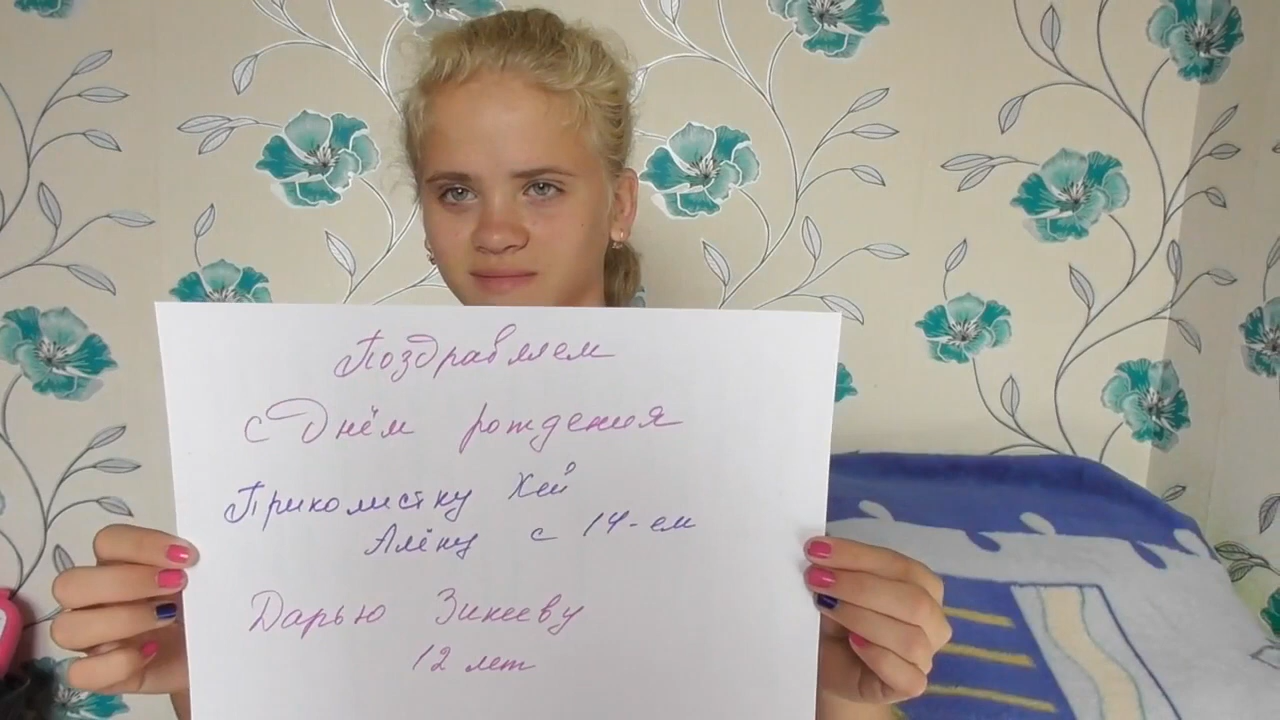 Поздравляем
с Днём рождения
Приколистку Хей
Алёну с 14-ем
Дарью Зикееву
12 лет